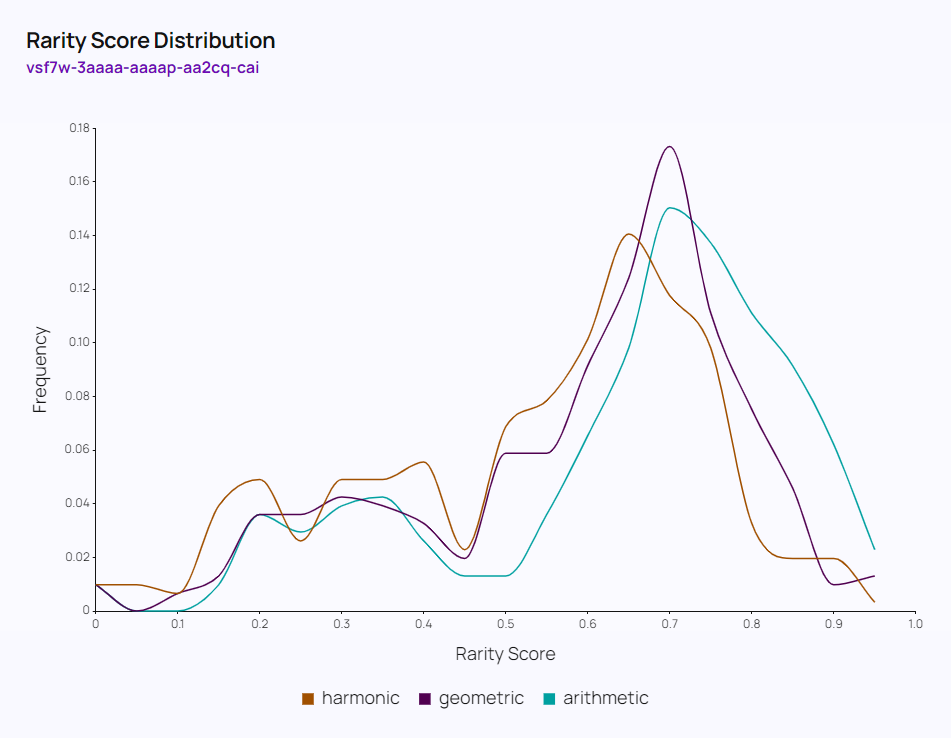 Rarity Score Distribution
vsf7w-3aaaa-aaaap-aa2cq-cai
0.18
0.16
0.14
0.12
0.10
0.08
0.06
0.04
0.02
0
Frequency
0 0.1 0.2 0.3 0.4 0.5 0.6 0.7 0.8 0.9 1.0
Rarity Score
harmonic geometric arithmetic